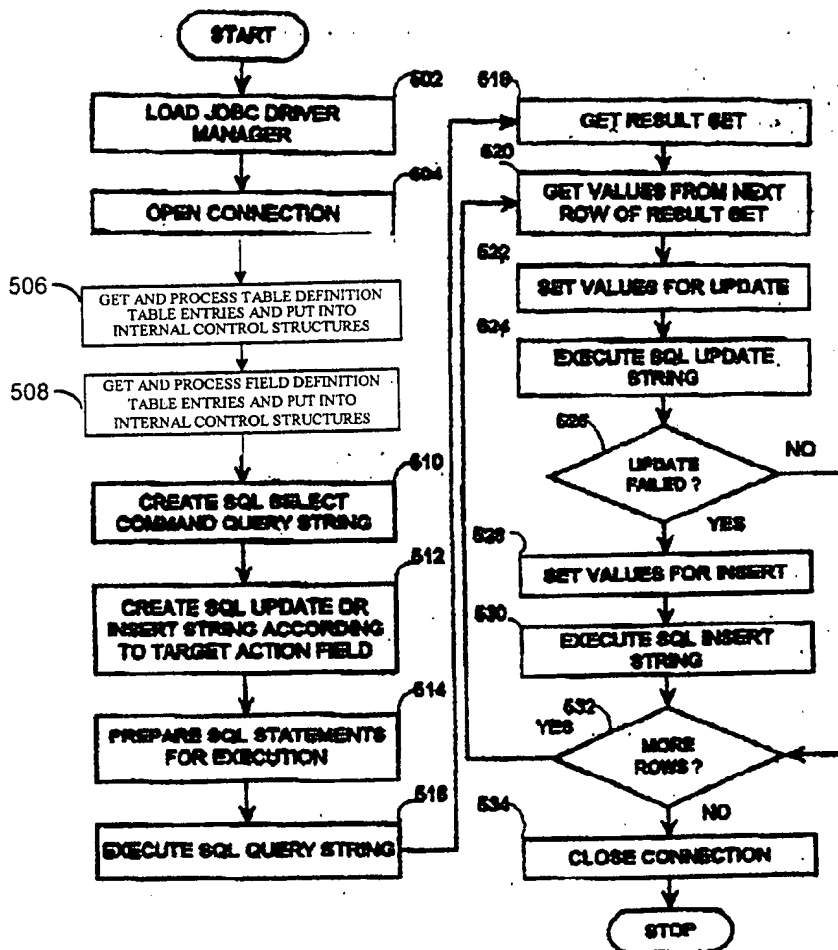 START
502
LOAD JDBC DRIVER
MANAGER
504
OPEN CONNECTION
506
GET AND PROCESS TABLE DEFINITION
TABLE ENTRIES AND PUT INTO
INTERNAL CONTROL STRUCTURES
508
GET AND PROCESS FIELD DEFINITION
TABLE ENTRIES AND PUT INTO
INTERNAL CONTROL STRUCTURES
510
CREATE SQL SELECT
COMMAND QUERY STRING
512
CREATE SQL UPDATE OR
INSERT STRING ACCORDING
TO TARGET ACTION FIELD
514
PREPARE SQL STATEMENTS
FOR EXECUTION
516
EXECUTE SQL QUERY STRING
518
GET RESULT SET
520
GET VALUES FROM NEXT
ROW OF RESULT SET
522
SET VALUES FOR UPDATE
524
EXECUTE SQL UPDATE
STRING
526
UPDATE
FAILED ?
NO
YES
528
SET VALUES FOR INSERT
530
EXECUTE SQL INSERT
STRING
532
YES
MORE
ROWS ?
NO
534
CLOSE CONNECTION
STOP